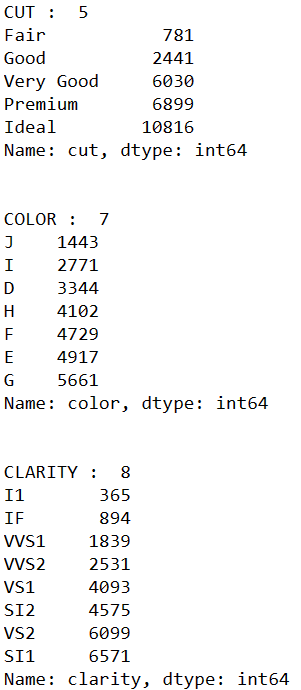 CUT :  5
Fair           781
Good          2441
Very Good     6030
Premium       6899
Ideal        10816
Name: cut, dtype: int64
COLOR :  7
J    1443
I    2771
D    3344
H    4102
F    4729
E    4917
G    5661
Name: color, dtype: int64
CLARITY :  8
I1       365
IF       894
VVS1    1839
VVS2    2531
VS1     4093
SI2     4575
VS2     6099
SI1     6571
Name: clarity, dtype: int64